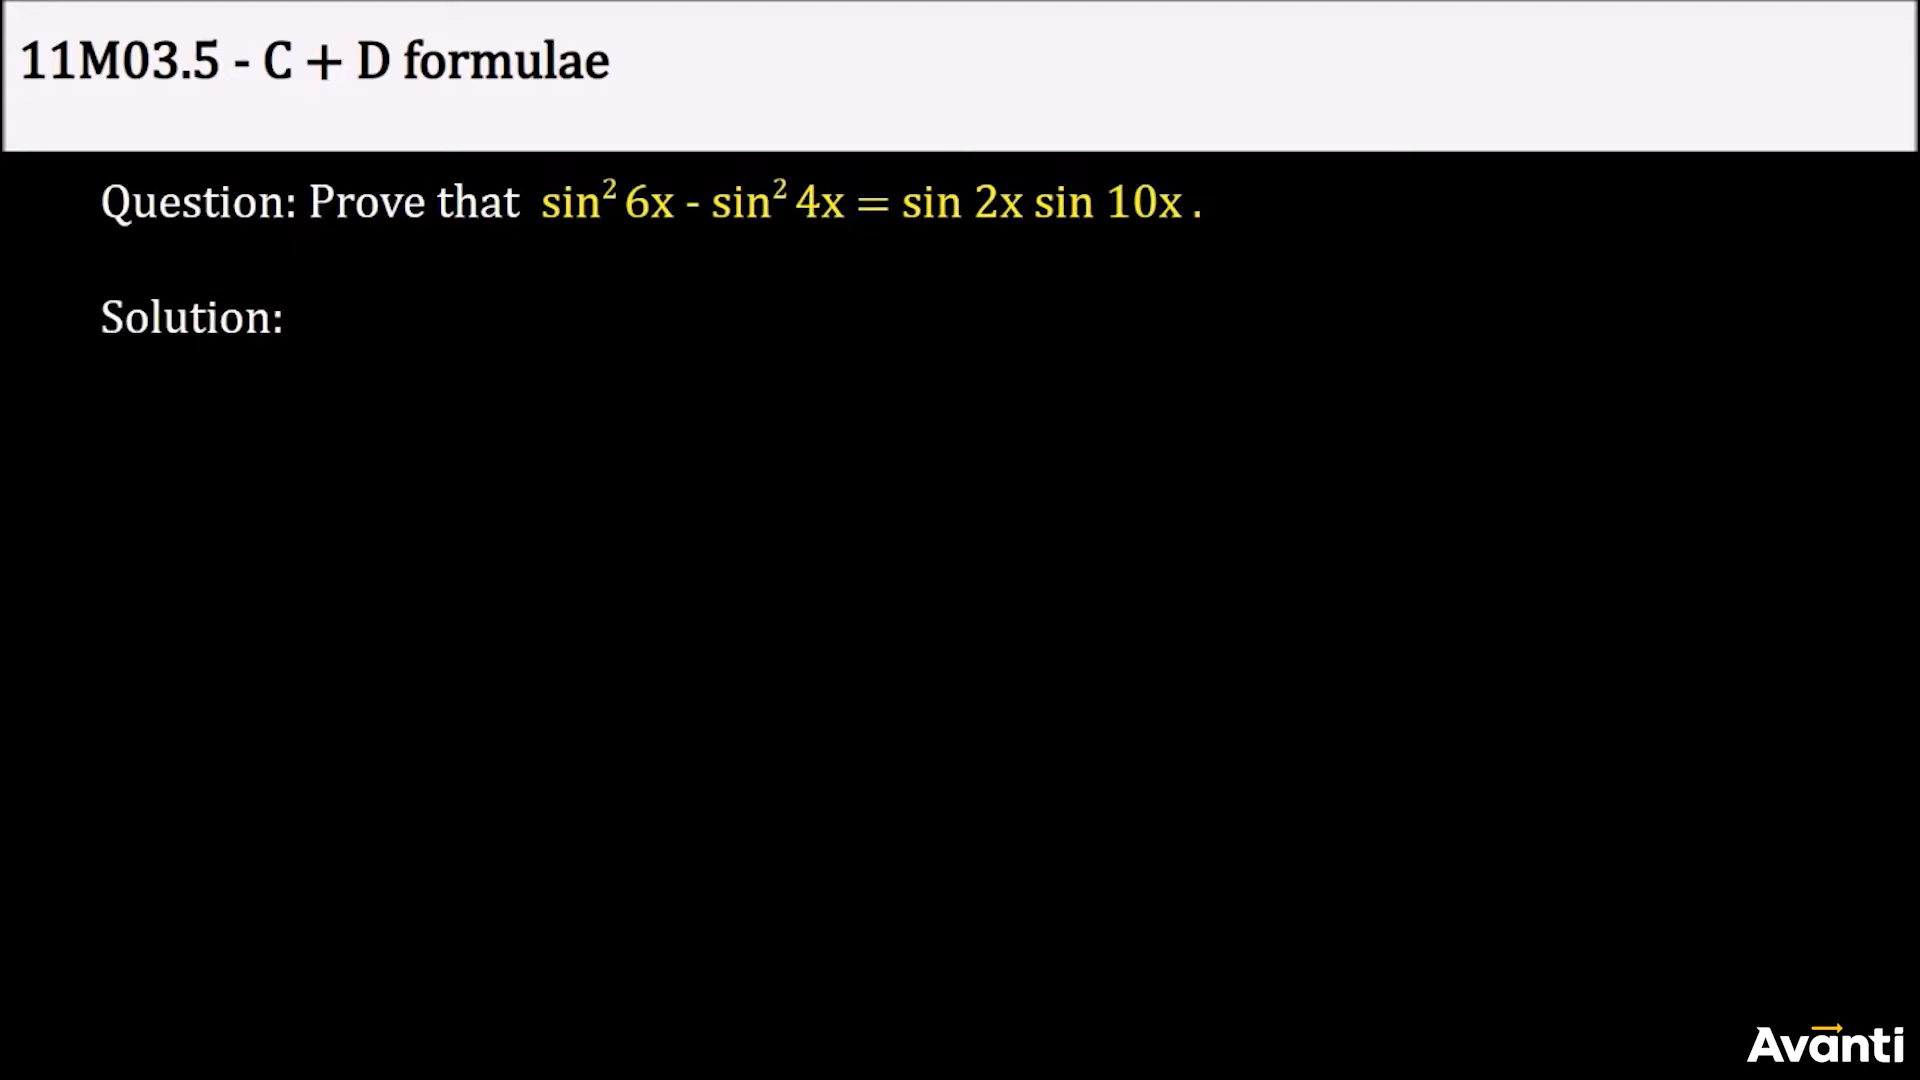 11M03.5 - C + D formulae
Question: Prove that sin² 6x - sin² 4x = sin 2x sin 10x .
Solution:
Avanti